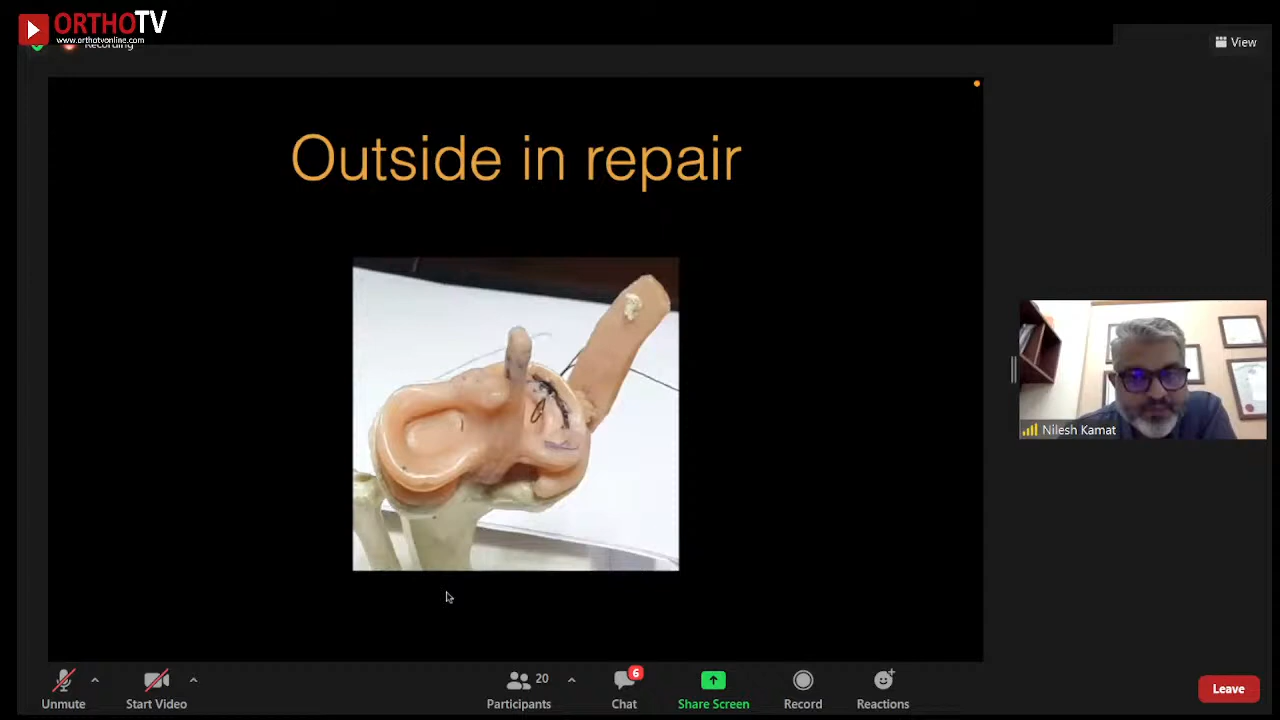 ORTHOTV
www.orthotvonline.com
Recording
View
Outside in repair
Nilesh Kamat
Unmute
Start Video
20
Participants
6
Chat
Share Screen
Record
Reactions
Leave